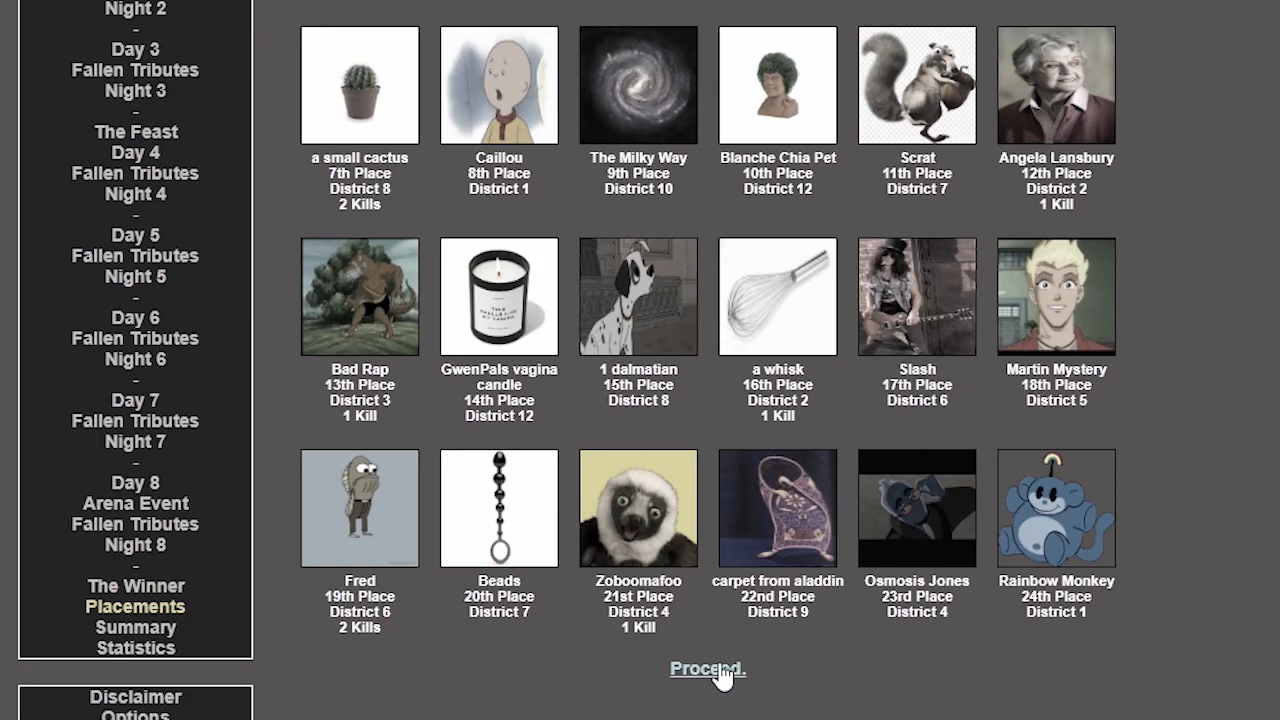 Night 2
-
Day 3
Fallen Tributes
Night 3
-
The Feast
Day 4
Fallen Tributes
Night 4
-
Day 5
Fallen Tributes
Night 5
-
Day 6
Fallen Tributes
Night 6
-
Day 7
Fallen Tributes
Night 7
-
Day 8
Arena Event
Fallen Tributes
Night 8
-
The Winner
Placements
Summary
Statistics
Disclaimer
Options
a small cactus
7th Place
District 8
2 Kills
Caillou
8th Place
District 1
The Milky Way
9th Place
District 10
Blanche Chia Pet
10th Place
District 12
Scrat
11th Place
District 7
Angela Lansbury
12th Place
District 2
1 Kill
Bad Rap
13th Place
District 3
1 Kill
THIS
SMELLS LIKE
MY VAGINA
GwenPals vagina
candle
14th Place
District 12
1 dalmatian
15th Place
District 8
a whisk
16th Place
District 2
1 Kill
Slash
17th Place
District 6
Martin Mystery
18th Place
District 5
Fred
19th Place
District 6
2 Kills
Beads
20th Place
District 7
Zoboomafoo
21st Place
District 4
1 Kill
carpet from aladdin
22nd Place
District 9
Osmosis Jones
23rd Place
District 4
Rainbow Monkey
24th Place
District 1
Proceed.